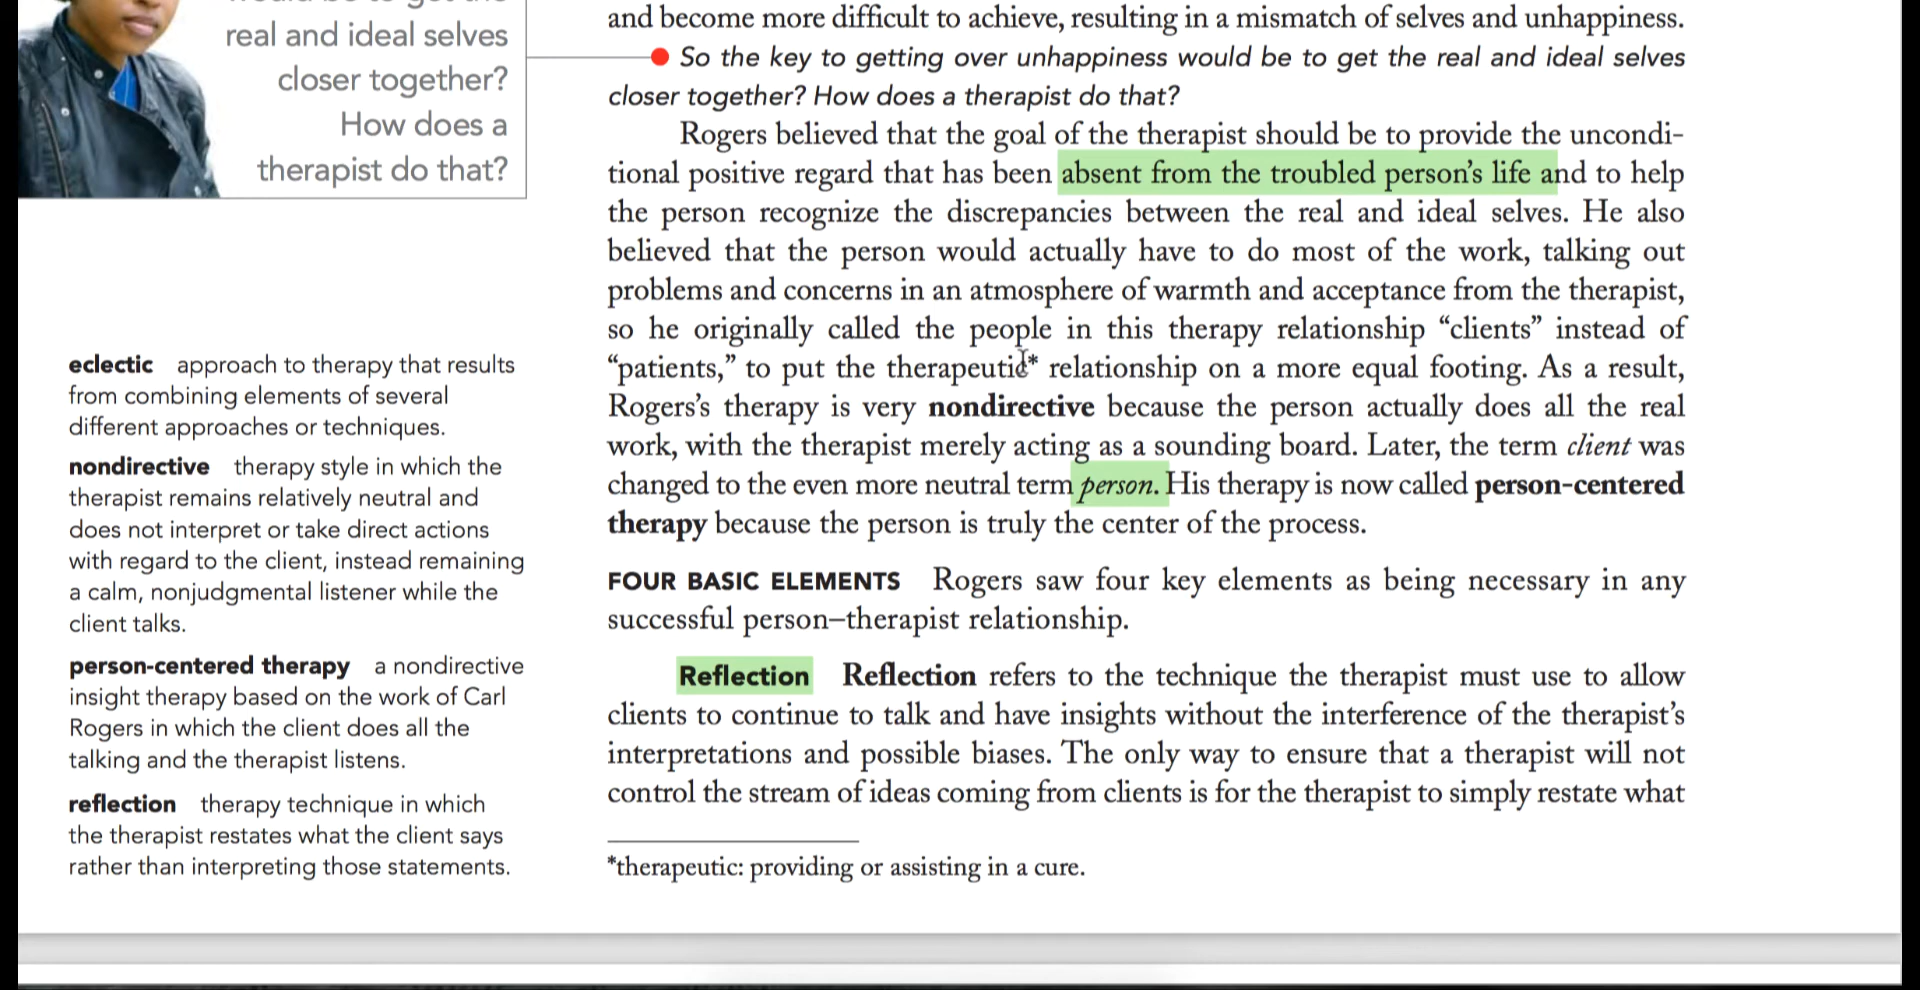 real and ideal selves
closer together?
How does a
therapist do that?
eclectic approach to therapy that results
from combining elements of several
different approaches or techniques.
nondirective therapy style in which the
therapist remains relatively neutral and
does not interpret or take direct actions
with regard to the client, instead remaining
a calm, nonjudgmental listener while the
client talks.
person-centered therapy a nondirective
insight therapy based on the work of Carl
Rogers in which the client does all the
talking and the therapist listens.
reflection therapy technique in which
the therapist restates what the client says
rather than interpreting those statements.
and become more difficult to achieve, resulting in a mismatch of selves and unhappiness.
So the key to getting over unhappiness would be to get the real and ideal selves
closer together? How does a therapist do that?
Rogers believed that the goal of the therapist should be to provide the uncondi-
tional positive regard that has been absent from the troubled person's life and to help
the person recognize the discrepancies between the real and ideal selves. He also
believed that the person would actually have to do most of the work, talking out
problems and concerns in an atmosphere of warmth and acceptance from the therapist,
so he originally called the people in this therapy relationship “clients” instead of
“patients,” to put the therapeutic* relationship on a more equal footing. As a result,
Rogers's therapy is very nondirective because the person actually does all the real
work, with the therapist merely acting as a sounding board. Later, the term client was
changed to the even more neutral term person. His therapy is now called person-centered
therapy because the person is truly the center of the process.
FOUR BASIC ELEMENTS Rogers saw four key elements as being necessary in any
successful person–therapist relationship.
Reflection Reflection refers to the technique the therapist must use to allow
clients to continue to talk and have insights without the interference of the therapist's
interpretations and possible biases. The only way to ensure that a therapist will not
control the stream of ideas coming from clients is for the therapist to simply restate what
*therapeutic: providing or assisting in a cure.